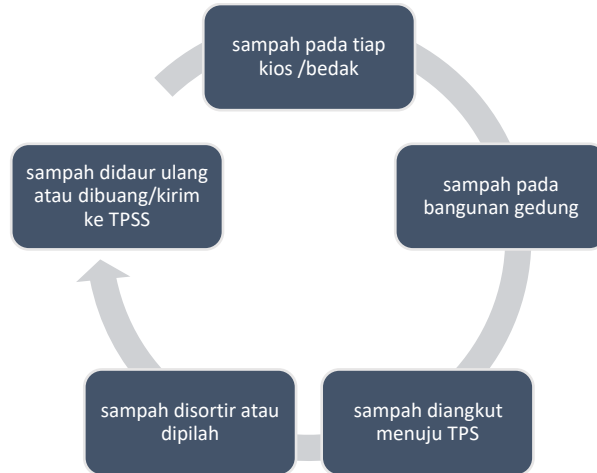 sampah pada tiap
kios /bedak
sampah pada
bangunan gedung
sampah diangkut
menuju TPS
sampah disortir atau
dipilah
sampah didaur ulang
atau dibuang/kirim
ke TPSS